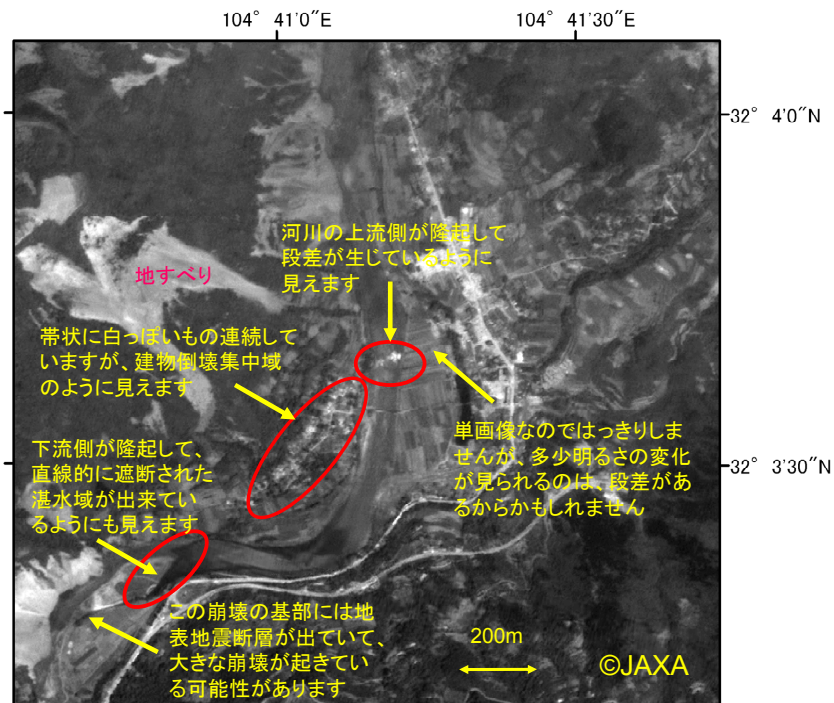 104° 41′0″E
104° 41′30″E
32° 4′0″N
河川の上流側が隆起して
段差が生じているように
見えます
地すべり
帯状に白っぽいもの連続して
いますが、建物倒壊集中域
のように見えます
単画像なのではっきりしま
せんが、多少明るさの変化
が見られるのは、段差があ
るからかもしれません
32° 3′30″N
下流側が隆起して、
直線的に遮断された
湛水域が出来てい
るようにも見えます
この崩壊の基部には地
表地震断層が出ていて、
大きな崩壊が起きてい
る可能性があります
200m
©JAXA